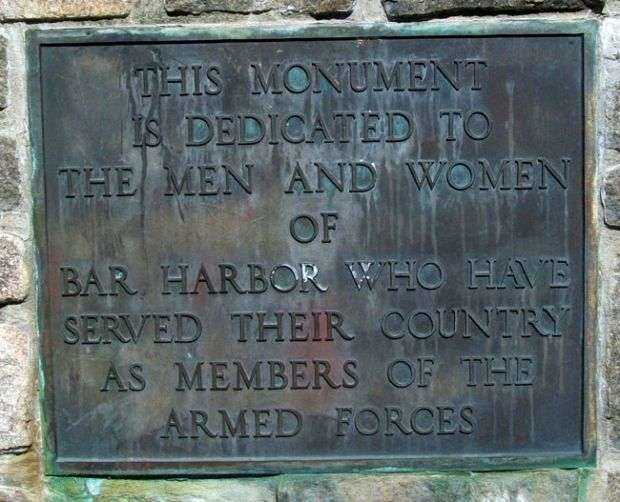 THIS MONUMENT
IS DEDICATED TO
THE MEN AND WOMEN
OF
BAR HARBOR WHO HAVE
SERVED THEIR COUNTRY
AS MEMBERS OF THE
ARMED FORCES